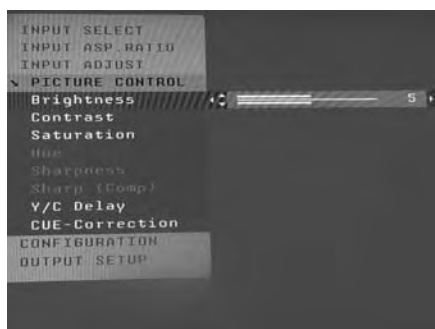 INPUT SELECT
INPUT ASP.RATIO
INPUT ADJUST
PICTURE CONTROL
Brightness 5
Contrast
Saturation
Hue
Sharpness
Sharp (Comp)
Y/C Delay
CUE-Correction
CONFIGURATION
OUTPUT SETUP